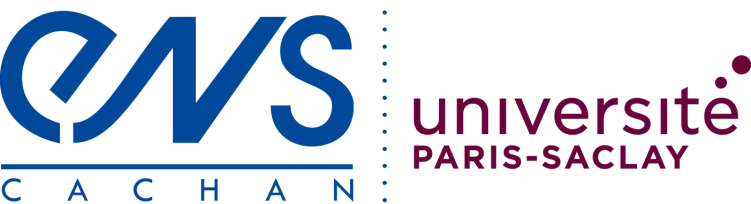 ens
CACHAN
université
PARIS-SACLAY